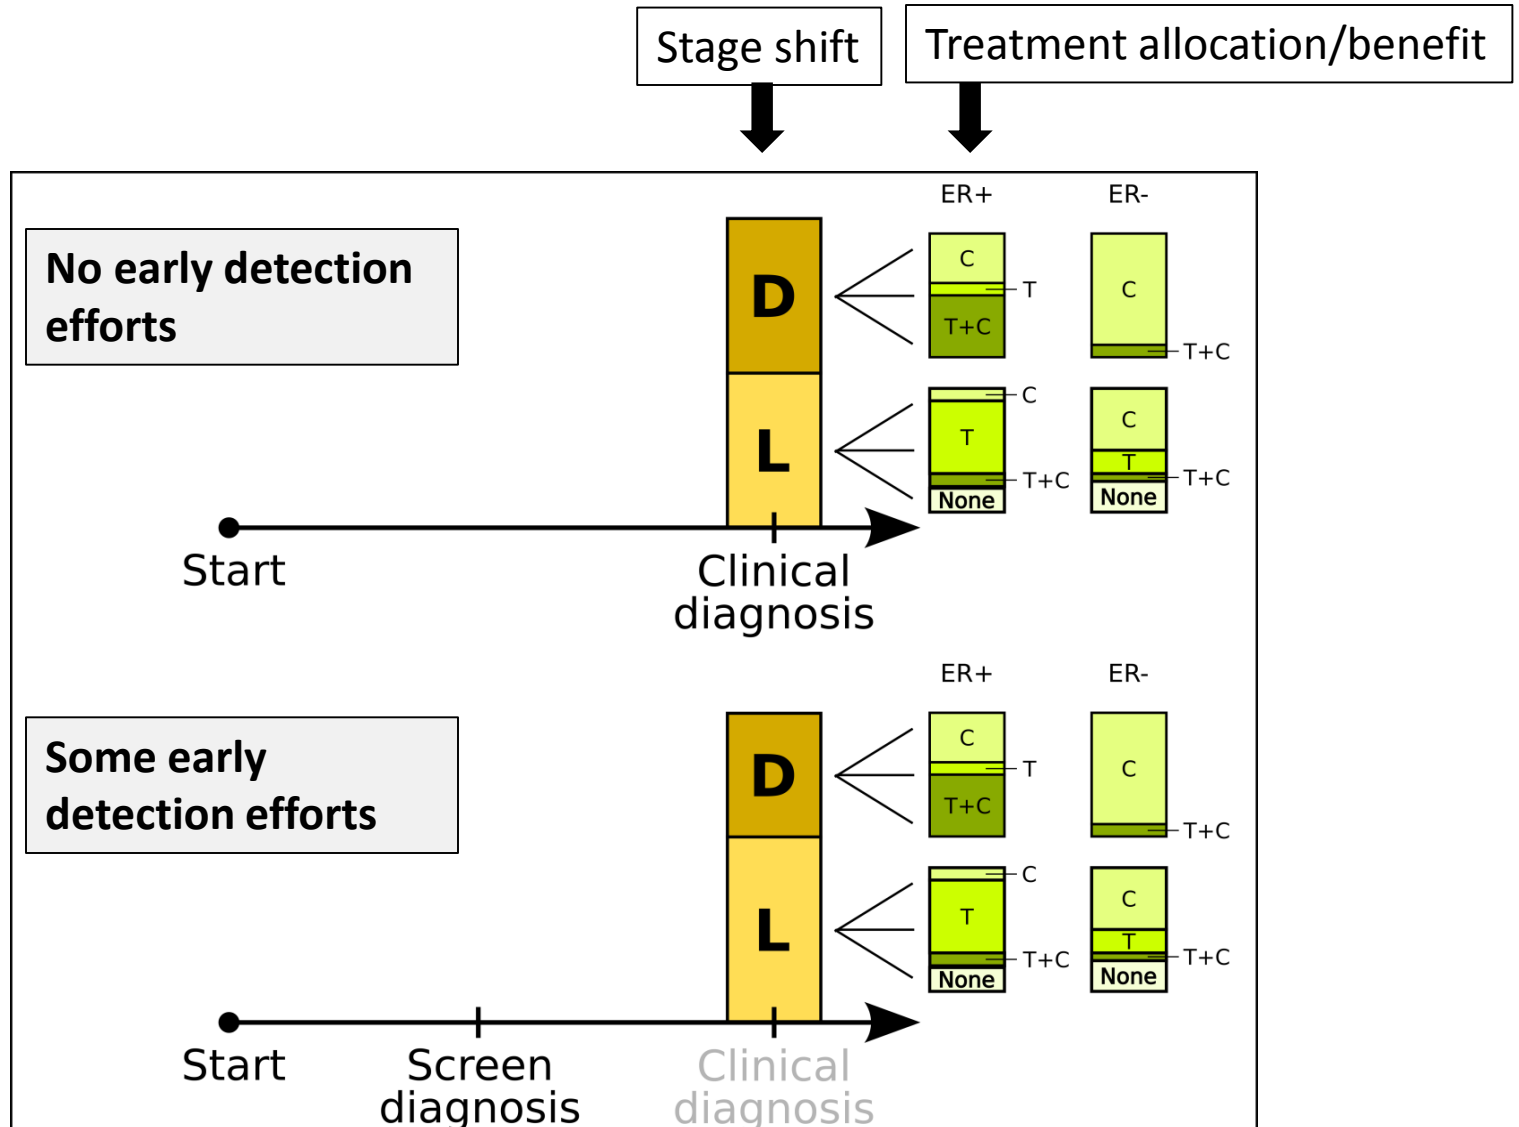 Stage shift
Treatment allocation/benefit
No early detection
efforts
D
L
ER+
ER-
C
T
T+C
C
T+C
C
T
T+C
None
C
T
T+C
None
Start
Clinical
diagnosis
Some early
detection efforts
D
L
ER+
ER-
C
T
T+C
C
T+C
C
T
T+C
None
C
T
T+C
None
Start
Screen
diagnosis
Clinical
diagnosis